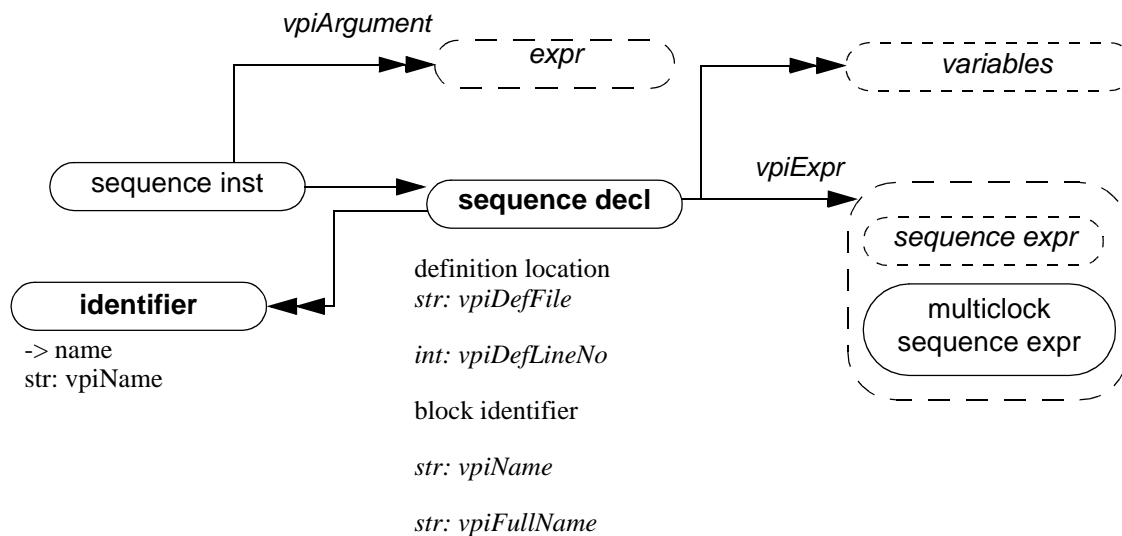 vpiArgument
expr
variables
sequence inst
vpiExpr
sequence decl
sequence expr
multiclock
sequence expr
identifier
-> name
str: vpiName
definition location
str: vpiDefFile
int: vpiDefLineNo
block identifier
str: vpiName
str: vpiFullName